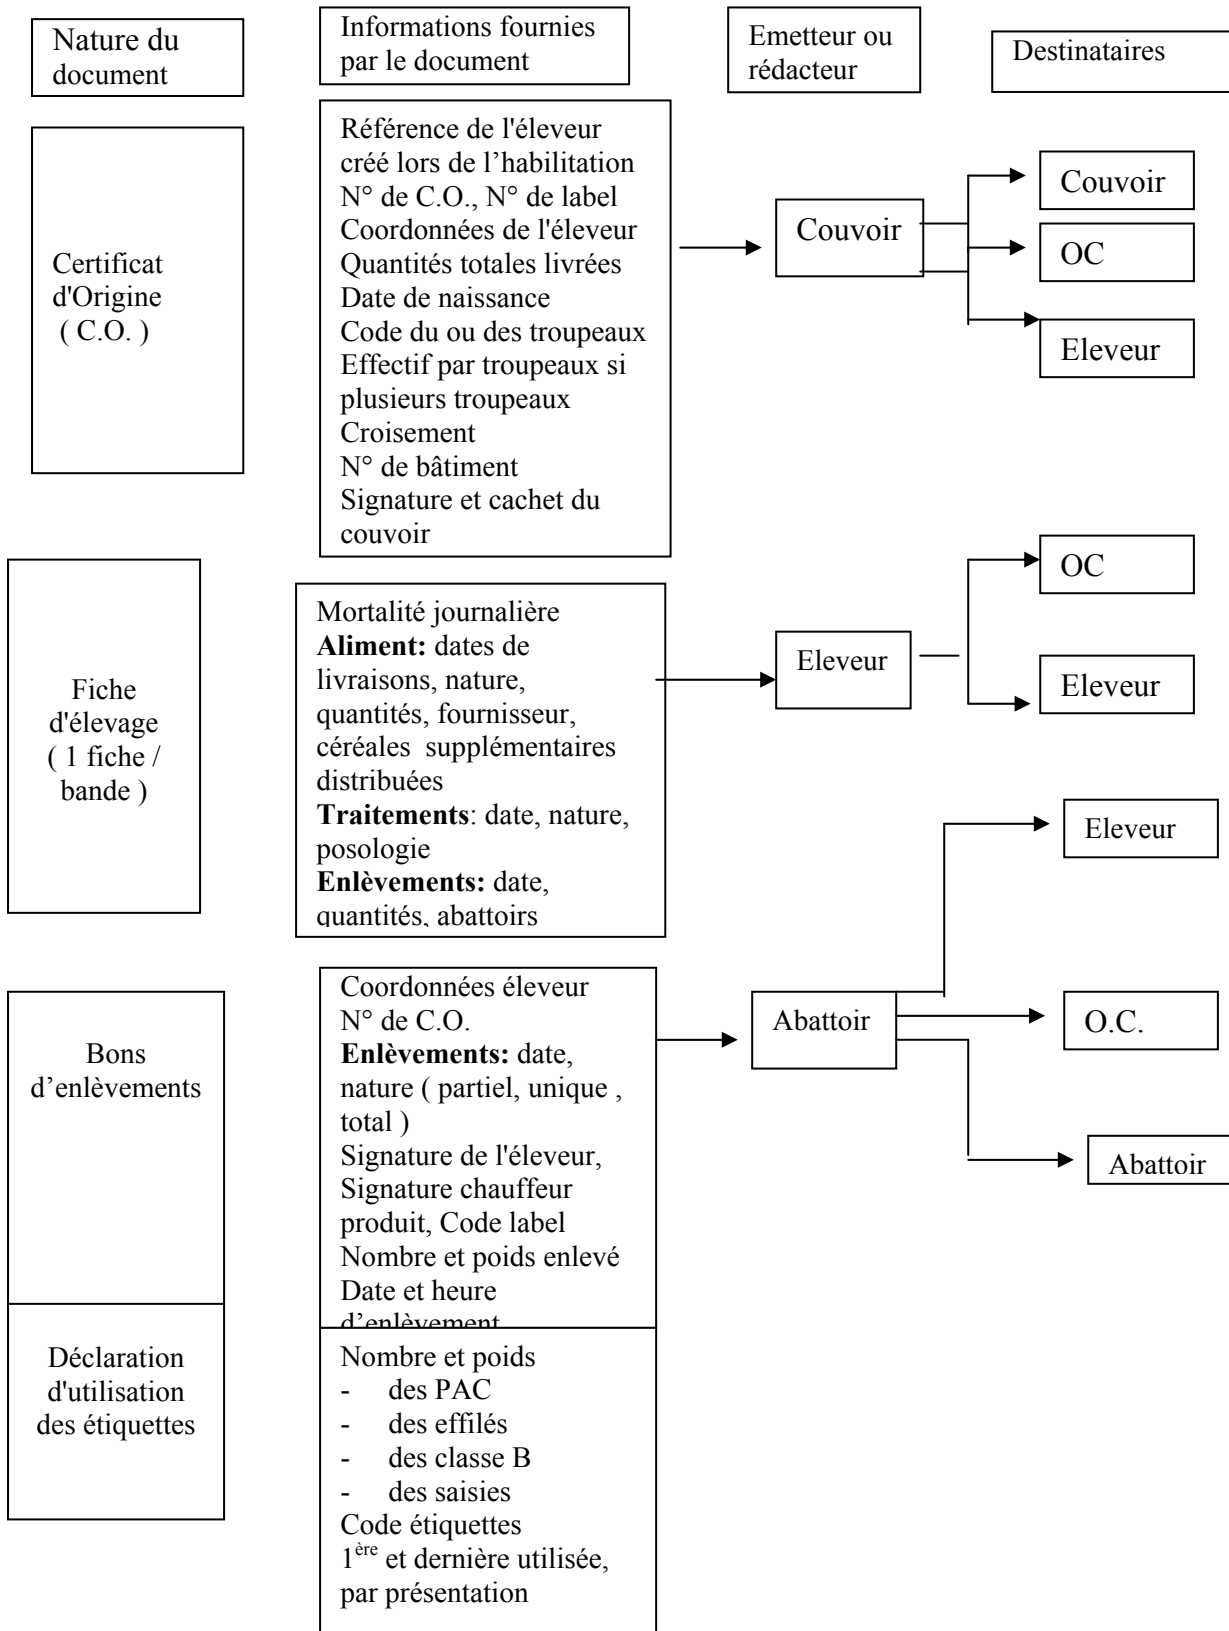 Nature du
document
Informations fournies
par le document
Emetteur ou
rédacteur
Destinataires
Certificat
d'Origine
( C.O. )
Référence de l'éleveur
créé lors de l’habilitation
N° de C.O., N° de label
Coordonnées de l'éleveur
Quantités totales livrées
Date de naissance
Code du ou des troupeaux
Effectif par troupeaux si
plusieurs troupeaux
Croisement
N° de bâtiment
Signature et cachet du
couvoir
Couvoir
Couvoir
OC
Eleveur
Fiche
d'élevage
( 1 fiche /
bande )
Mortalité journalière
Aliment: dates de
livraisons, nature,
quantités, fournisseur,
céréales supplémentaires
distribuées
Traitements: date, nature,
posologie
Enlèvements: date,
quantités, abattoirs
Eleveur
OC
Eleveur
Bons
d’enlèvements
Coordonnées éleveur
N° de C.O.
Enlèvements: date,
nature ( partiel, unique ,
total )
Signature de l'éleveur,
Signature chauffeur
produit, Code label
Nombre et poids enlevé
Date et heure
d’enlèvement
Abattoir
Eleveur
O.C.
Abattoir
Déclaration
d'utilisation
des étiquettes
Nombre et poids
- des PAC
- des effilés
- des classe B
- des saisies
Code étiquettes
1ère et dernière utilisée,
par présentation